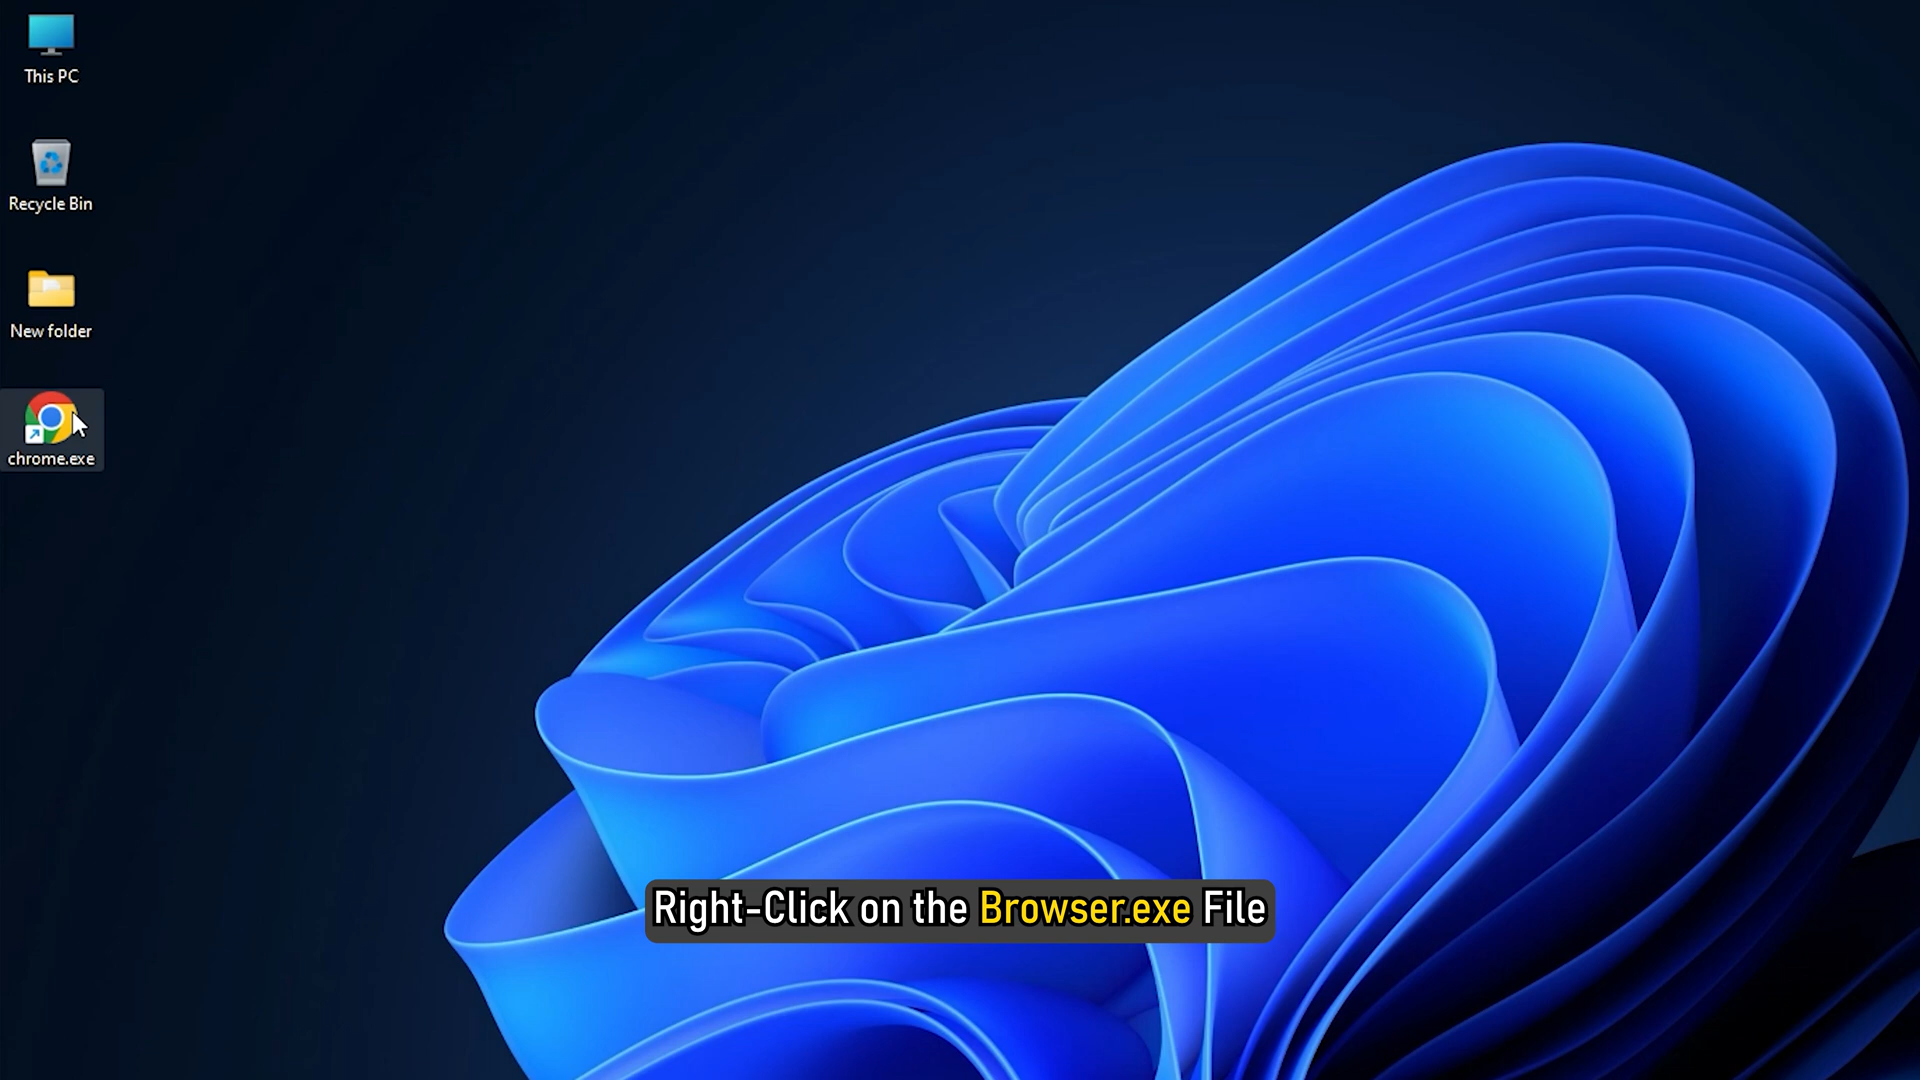 This PC
Recycle Bin
New folder
chrome.exe
Right-Click on the Browser.exe File